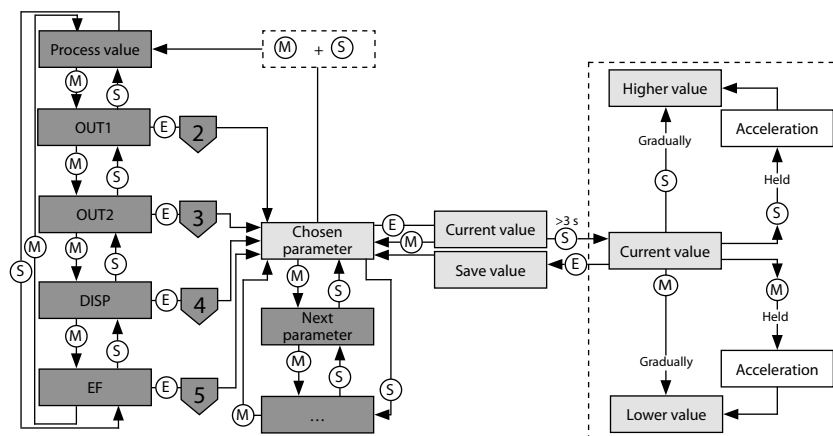 M + S
Process value
M S
Higher value
OUT1 E 2
Acceleration
Gradually
M S
Held
S
S
OUT2 E 3
Chosen
parameter
E Current value >3 s S Current value
M
Save value E
M S
M
S
M S
M
M
Held
DISP E 4
Next
parameter
M S
M S
Gradually
Acceleration
EF E 5
S
M
...
Lower value